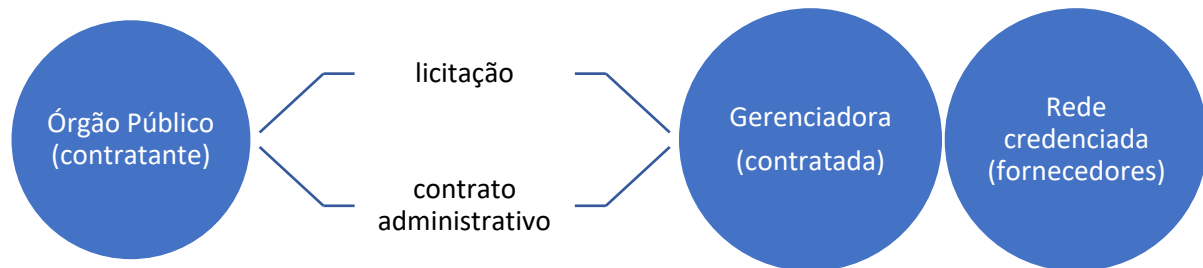 Órgão Público
(contratante)
licitação
contrato
administrativo
Gerenciadora
(contratada)
Rede
credenciada
(fornecedores)